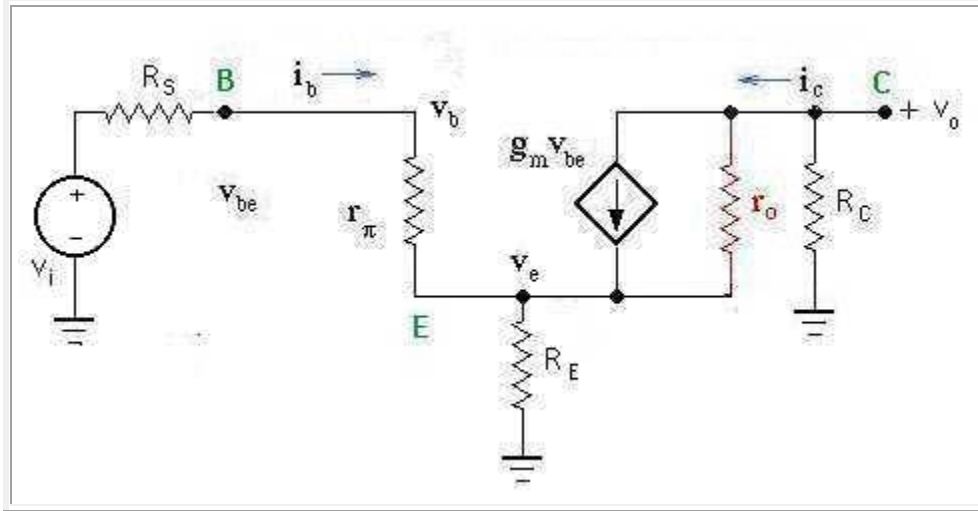 R_S
B
i_b
v_b
i_c
C
+ v_o
g_m v_be
+
−
v_be
r_π
r_o
R_C
v_i
v_e
E
R_E